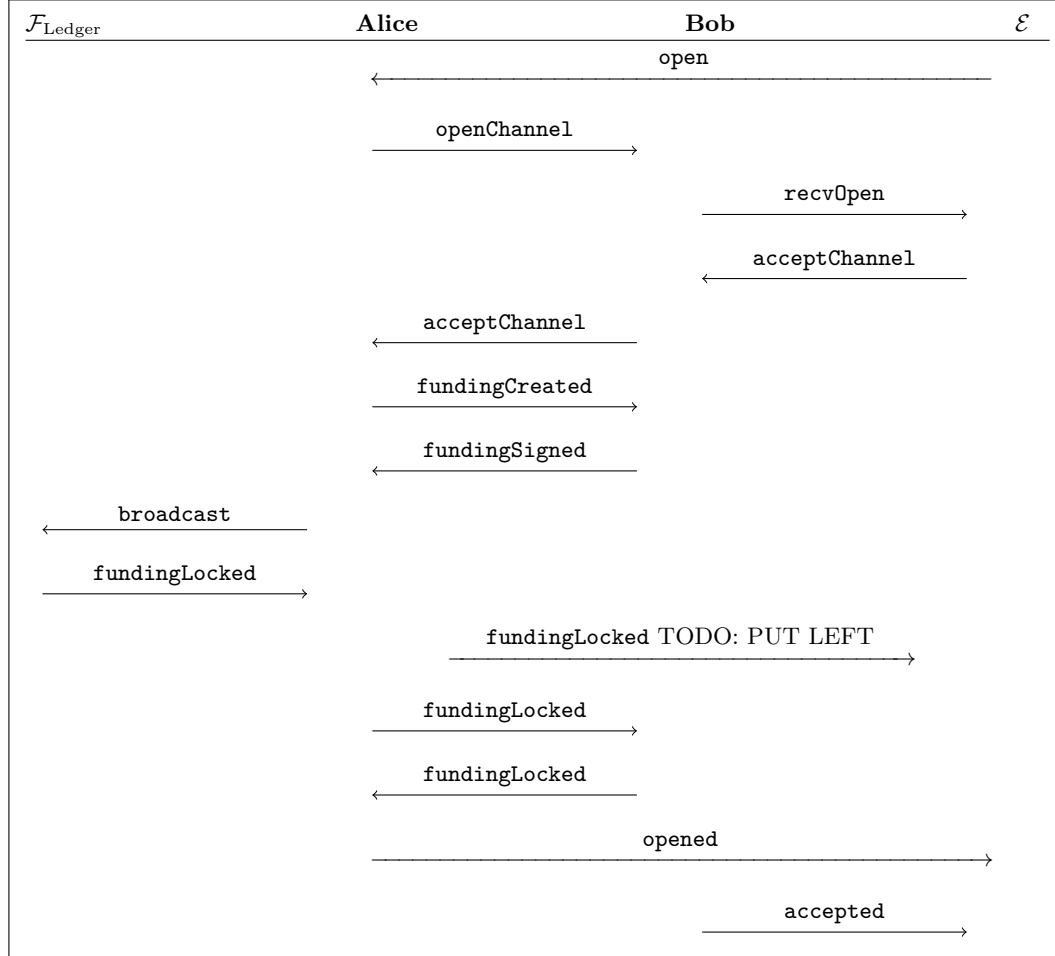 F_Ledger Alice Bob E
open
openChannel
recvOpen
acceptChannel
acceptChannel
fundingCreated
fundingSigned
broadcast
fundingLocked
fundingLocked TODO: PUT LEFT
fundingLocked
fundingLocked
opened
accepted